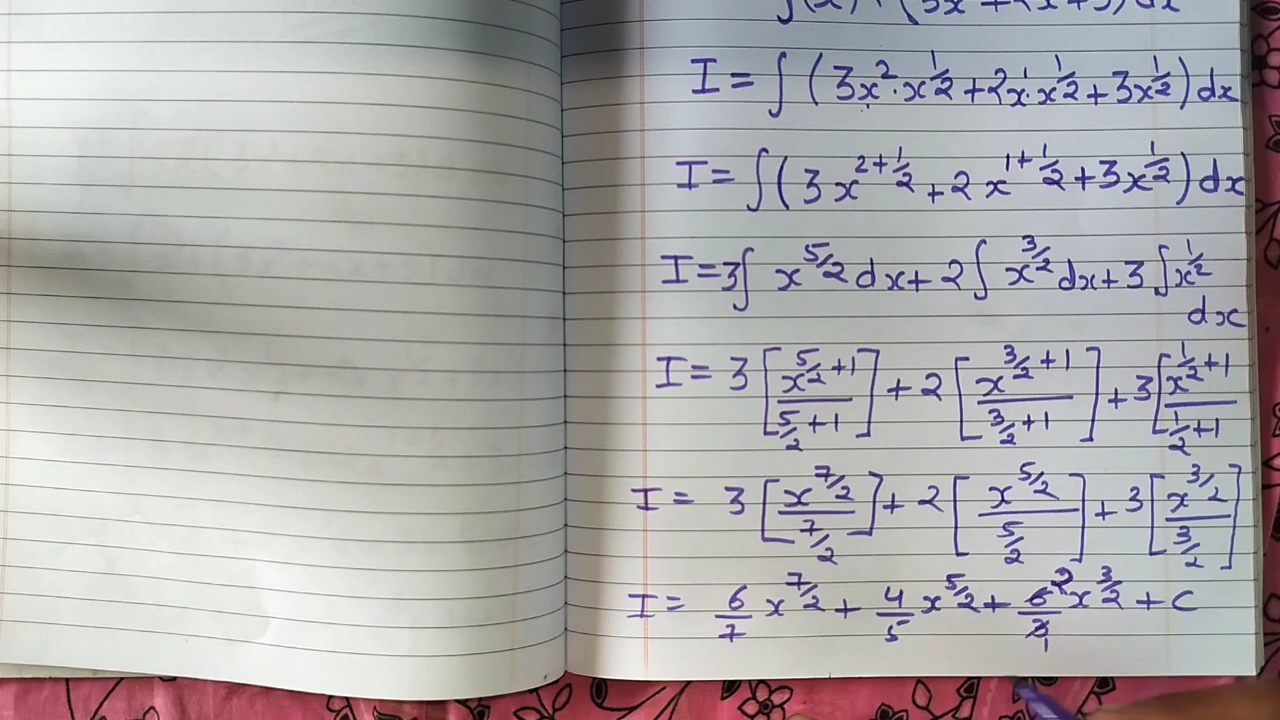 I = ∫ (3x² · x^1/2 + 2x¹ · x^1/2 + 3x^1/2) dx
I = ∫ (3x^2+1/2 + 2x^1+1/2 + 3x^1/2) dx
I = 3∫ x^5/2 dx + 2 ∫ x^3/2 dx + 3 ∫ x^1/2
dx
I = 3 [x^5/2+1 / 5/2+1] + 2 [x^3/2+1 / 3/2+1] + 3 [x^1/2+1 / 1/2+1
I = 3 [x^7/2 / 7/2] + 2 [x^5/2 / 5/2] + 3 [x^3/2 / 3/2]
I = 6/7 x^7/2 + 4/5 x^5/2 + 6/3 2/1 x^3/2 + C